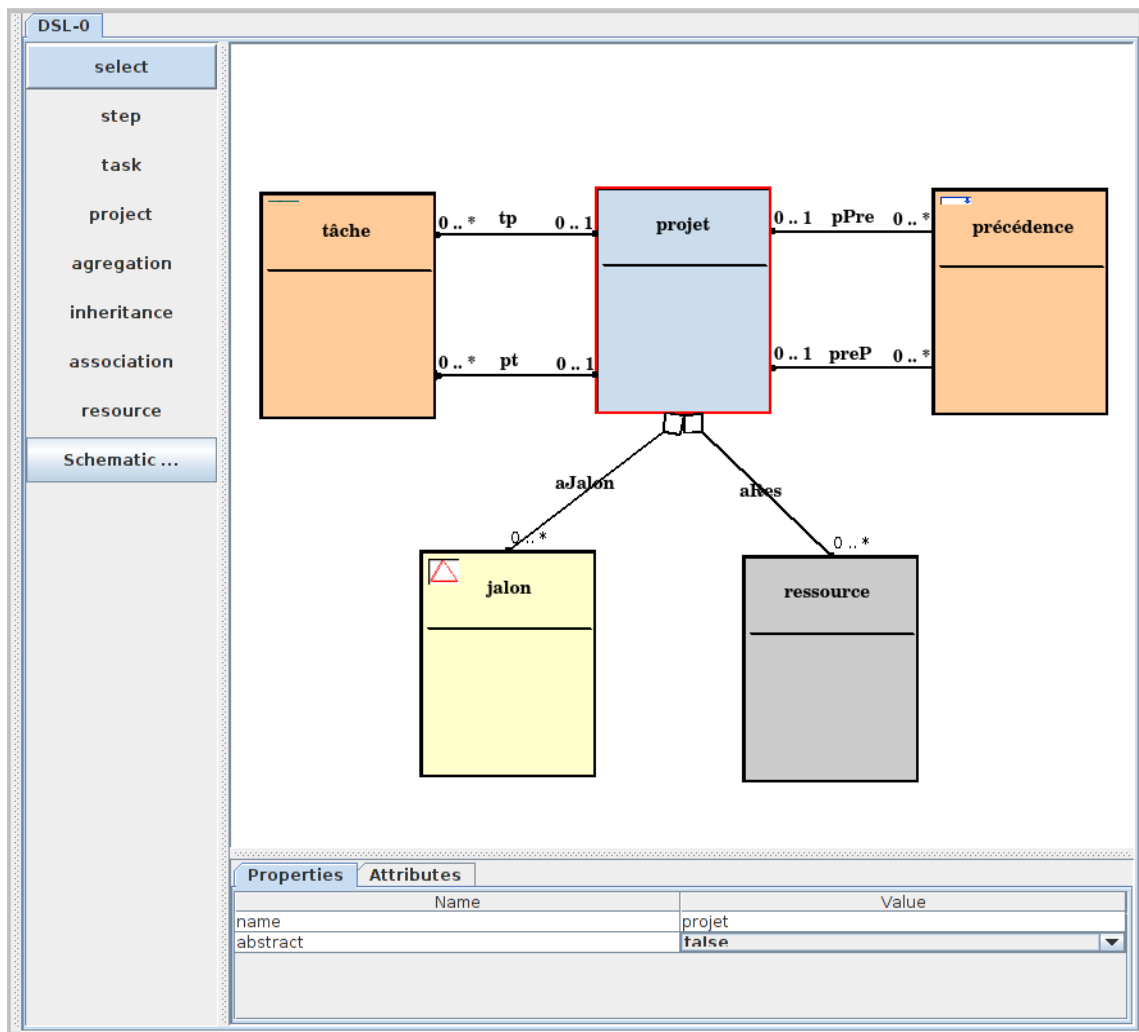 DSL-0
select
step
task
project
agregation
inheritance
association
resource
Schematic ...
tâche
0 .. * tp 0 .. 1
projet
0 .. 1 pPre 0 .. *
précédence
0 .. * pt 0 .. 1
0 .. 1 preP 0 .. *
aJalon
aRes
0 .. *
0 .. *
jalon
ressource
Properties Attributes
Name Value
name projet
abstract false